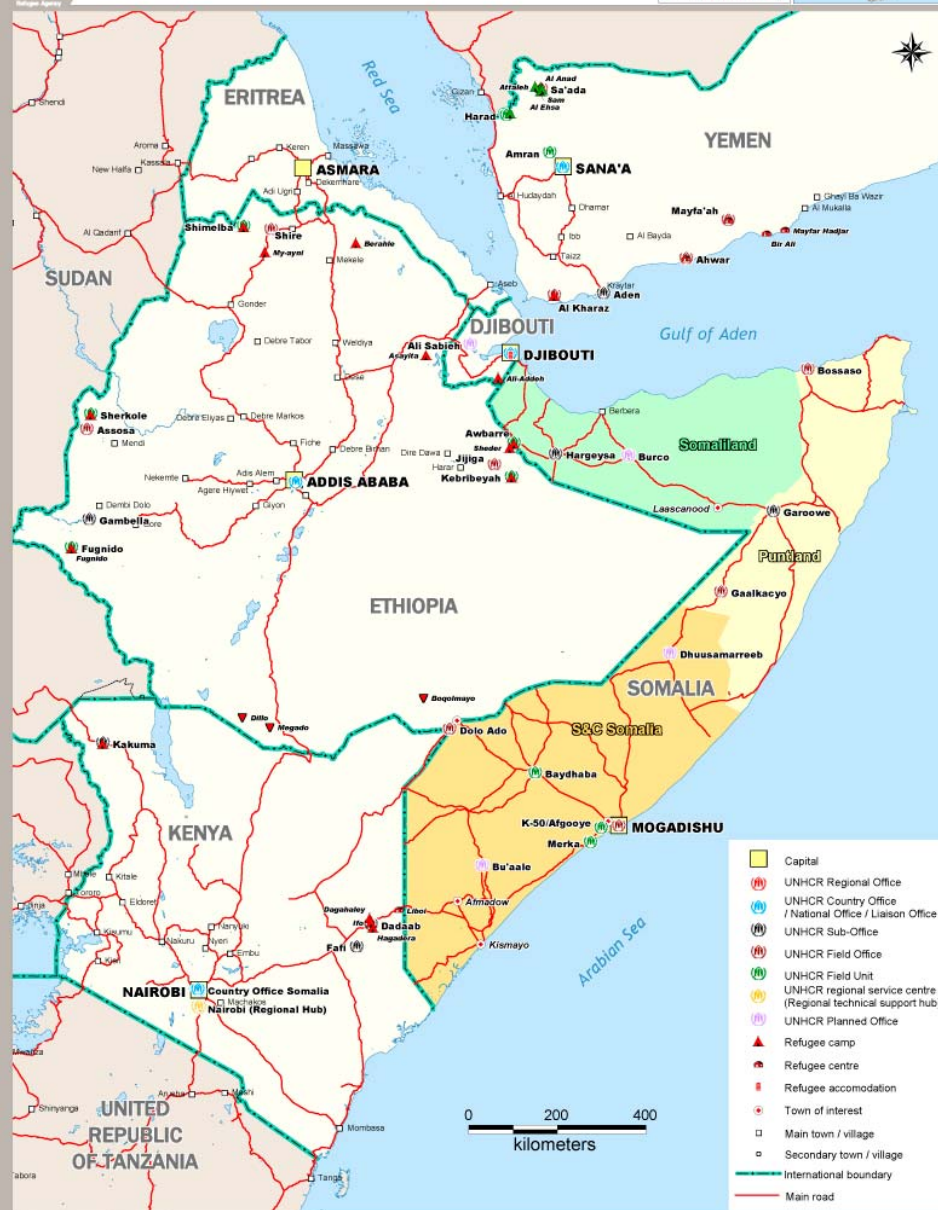 Refugee Agency
Red Sea
Gizan
Al Anad
Attaleh
Sa'ada
Sam
Al Ehsa
Harad
YEMEN
Amran
SANA'A
Al Hudaydah
Dhamar
Ghayl Ba Wazir
Al Mukalla
Mayfa'ah
Mayfar Hadjar
Bir Ali
Ibb
Al Bayda
Taizz
Ahwar
Kraytar
Aden
Al Kharaz
Gulf of Aden
Shendi
ERITREA
Aroma
Keren
Massawa
New Halfa
Kassala
ASMARA
Dekemhare
Adi Ugri
Al Qadarif
Shimelba
Shire
Berahle
My-ayni
Mekele
SUDAN
Aseb
Gonder
DJIBOUTI
Debre Tabor
Weldiya
Ali Sabieh
DJIBOUTI
Asayita
Dese
Ali-Addeh
Bossaso
Sherkole
Debra Eliyas
Debre Markos
Berbera
Assosa
Mendi
Fiche
Debre Birhan
Awbarre
Sheder
Somaliland
Dire Dawa
Hargeysa
Burco
Jijiga
Harar
Kebribeyah
Nekemte
Adis Alem
ADDIS ABABA
Agere Hiywet
Giyon
Dembi Dolo
Gore
Gambella
Laascanood
Garoowe
Fugnido
Fugnido
Puntland
Gaalkacyo
ETHIOPIA
Dhuusamarreeb
SOMALIA
Boqolmayo
Dillo
Megado
Dolo Ado
S&C Somalia
Kakuma
Baydhaba
K-50/Afgooye
MOGADISHU
Merka
KENYA
Bu'aale
Kitale
Tororo
Eldoret
Dagahaley
Liboi
Afmadow
Ifo
Dadaab
Hagadera
Kisumu
Nakuru
Nanyuki
Nyeri
Embu
Fafi
Kismayo
Kisii
Arabian Sea
NAIROBI
Country Office Somalia
Machakos
Nairobi (Regional Hub)
Mwanza
Arusha
Moshi
Shinyanga
UNITED
REPUBLIC
OF TANZANIA
Mombasa
Tabora
Tanga
0 200 400
kilometers
Capital
UNHCR Regional Office
UNHCR Country Office
/ National Office / Liaison Office
UNHCR Sub-Office
UNHCR Field Office
UNHCR Field Unit
UNHCR regional service centre
(Regional technical support hub
UNHCR Planned Office
Refugee camp
Refugee centre
Refugee accomodation
Town of interest
Main town / village
Secondary town / village
International boundary
Main road